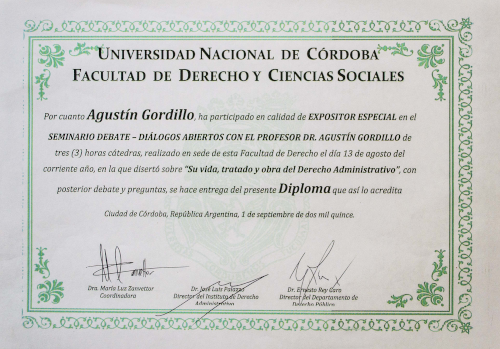 UNIVERSIDAD NACIONAL DE CÓRDOBA
FACULTAD DE DERECHO Y CIENCIAS SOCIALES
Por cuanto Agustín Gordillo, ha participado en calidad de EXPOSITOR ESPECIAL en el
SEMINARIO DEBATE – DIÁLOGOS ABIERTOS CON EL PROFESOR DR. AGUSTÍN GORDILLO de
tres (3) horas cátedras, realizado en sede de esta Facultad de Derecho el día 13 de agosto del
corriente año, en la que disertó sobre "Su vida, tratado y obra del Derecho Administrativo", con
posterior debate y preguntas, se hace entrega del presente Diploma que así lo acredita
Ciudad de Córdoba, República Argentina, 1 de septiembre de dos mil quince.
Dra. María Luz Zanvettor
Coordinadora
Dr. José Luis Palazzo
Director del Instituto de Derecho
Administrativo
Dr. Ernesto Rey Caro
Director del Departamento de
Derecho Público